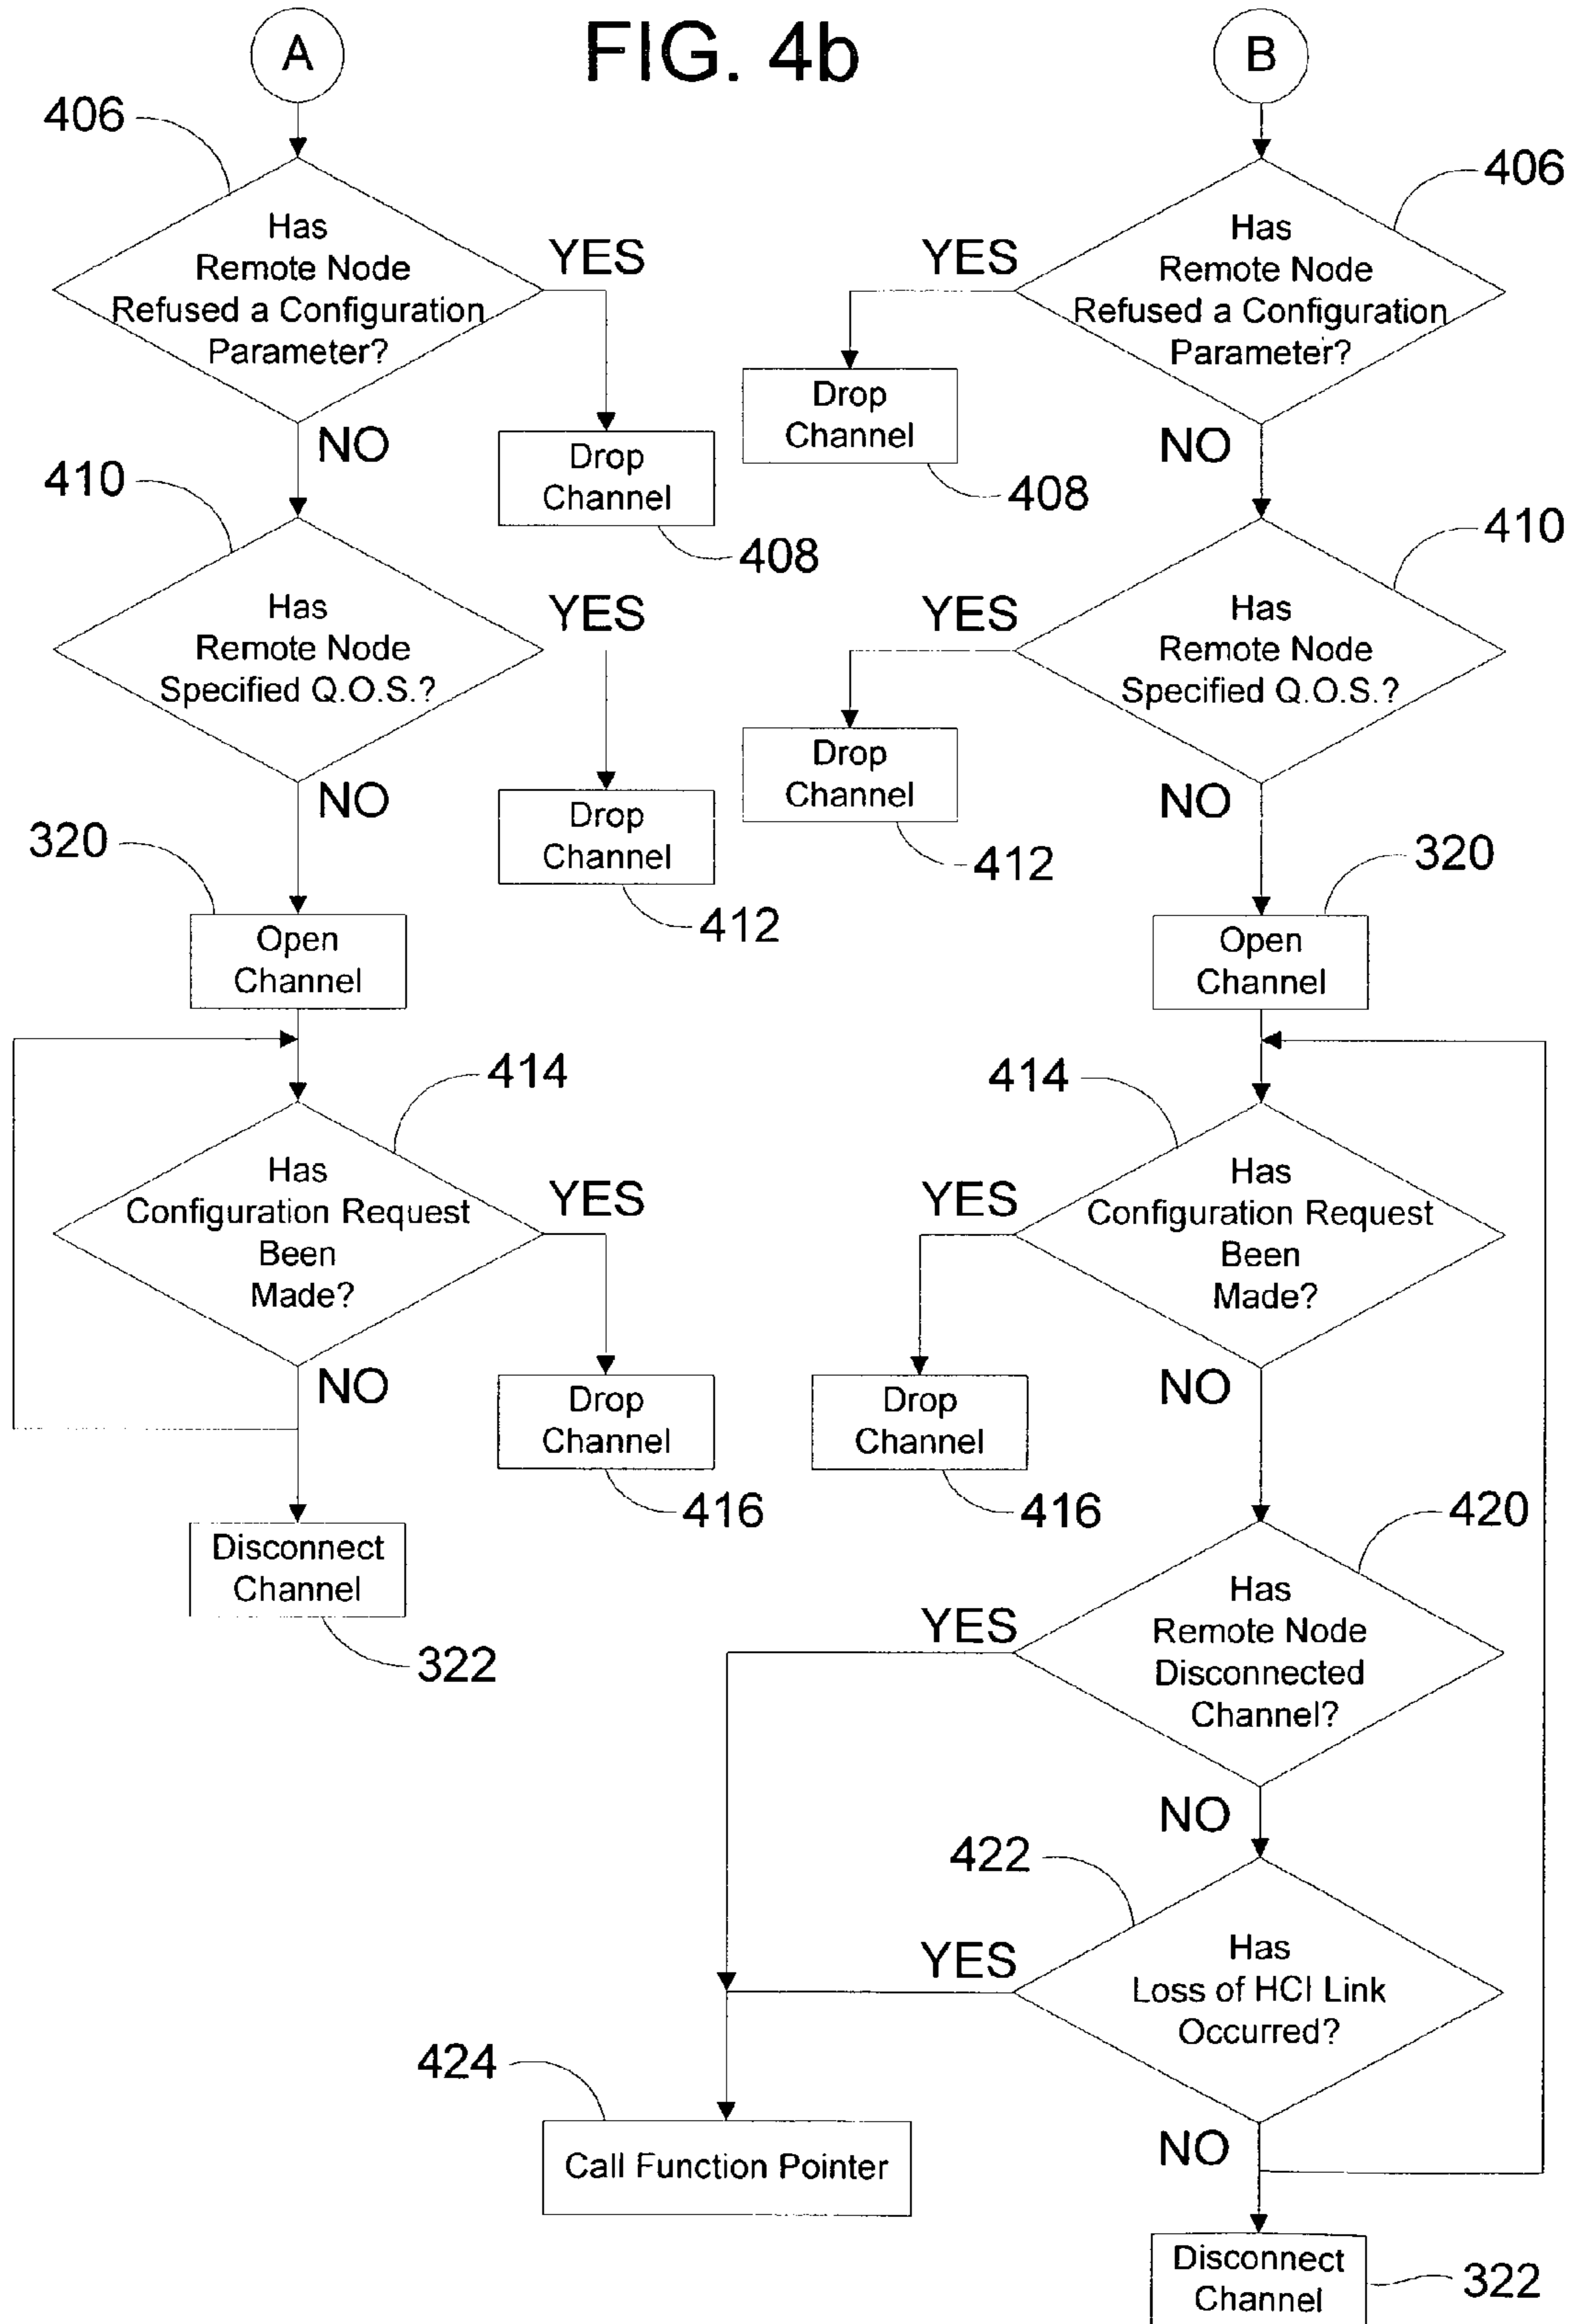 FIG. 4b
A
406
Has
Remote Node
Refused a Configuration
Parameter?
YES
NO
Drop
Channel
408
410
Has
Remote Node
Specified Q.O.S.?
YES
NO
Drop
Channel
412
320
Open
Channel
414
Has
Configuration Request
Been
Made?
YES
NO
Drop
Channel
416
Disconnect
Channel
322
B
406
Has
Remote Node
Refused a Configuration
Parameter?
YES
NO
Drop
Channel
408
410
Has
Remote Node
Specified Q.O.S.?
YES
NO
Drop
Channel
412
320
Open
Channel
414
Has
Configuration Request
Been
Made?
YES
NO
Drop
Channel
416
420
Has
Remote Node
Disconnected
Channel?
YES
NO
422
Has
Loss of HCI Link
Occurred?
YES
NO
424
Call Function Pointer
Disconnect
Channel
322